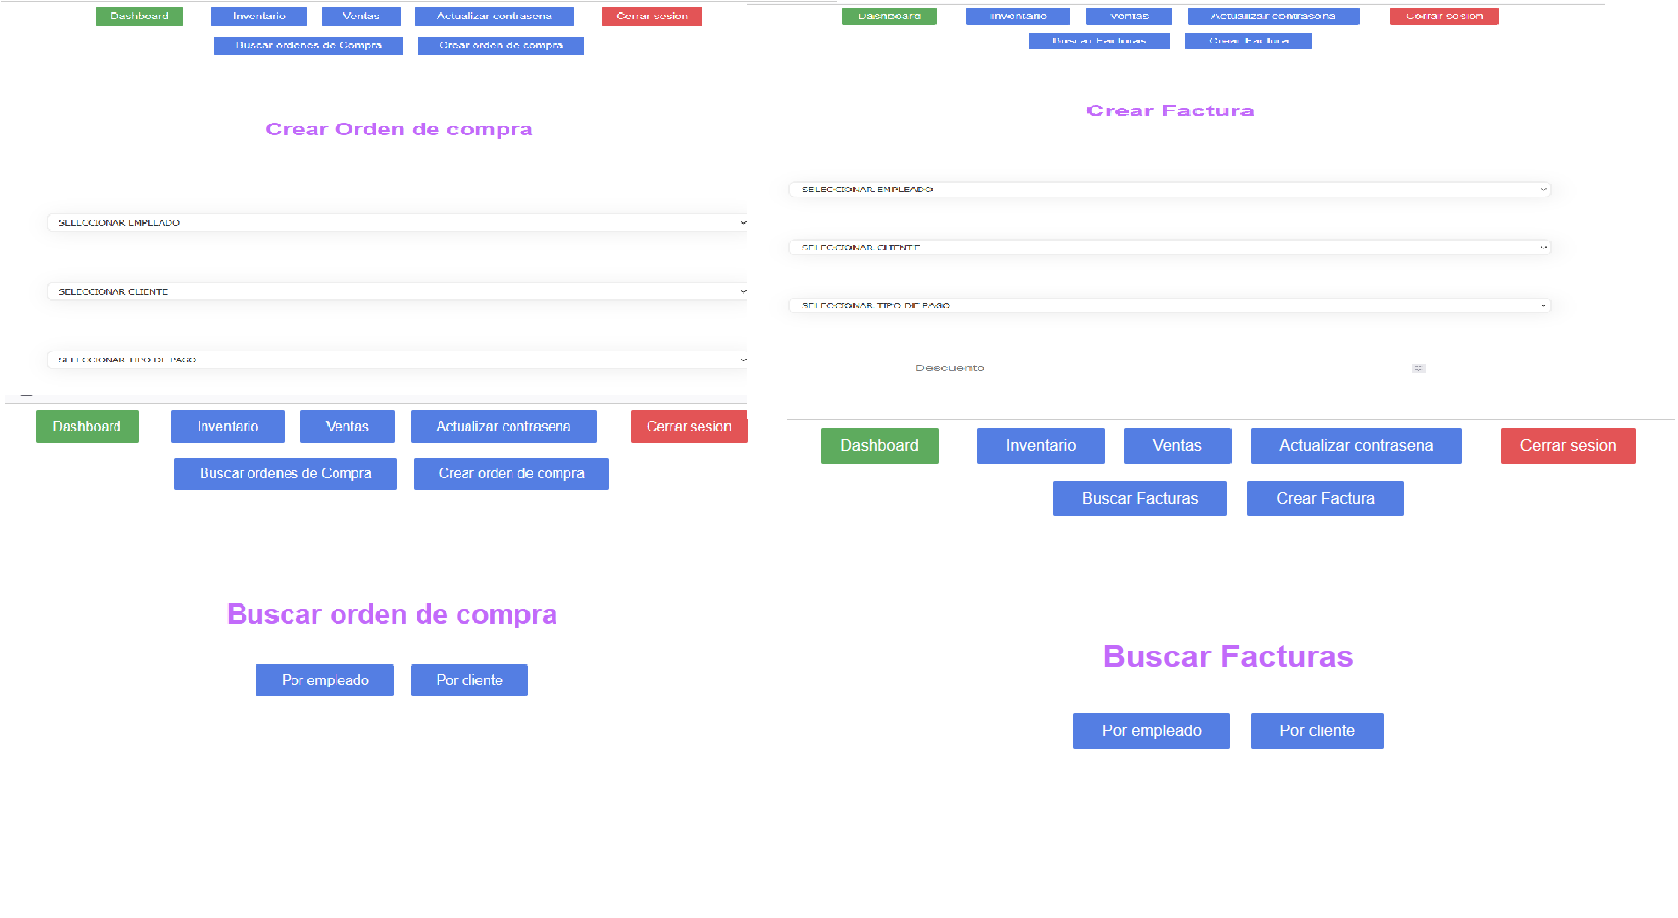 Dashboard Inventario Ventas Actualizar contrasena Cerrar sesion
Buscar ordenes de Compra Crear orden de compra
Crear Orden de compra
SELECCIONAR EMPLEADO
SELECCIONAR CLIENTE
SELECCIONAR TIPO DE PAGO
Dashboard Inventario Ventas Actualizar contrasena Cerrar sesion
Buscar Facturas Crear Factura
Crear Factura
SELECCIONAR EMPLEADO
SELECCIONAR CLIENTE
SELECCIONAR TIPO DE PAGO
Descuento
Dashboard Inventario Ventas Actualizar contrasena Cerrar sesion
Buscar ordenes de Compra Crear orden de compra
Buscar orden de compra
Por empleado Por cliente
Dashboard Inventario Ventas Actualizar contrasena Cerrar sesion
Buscar Facturas Crear Factura
Buscar Facturas
Por empleado Por cliente